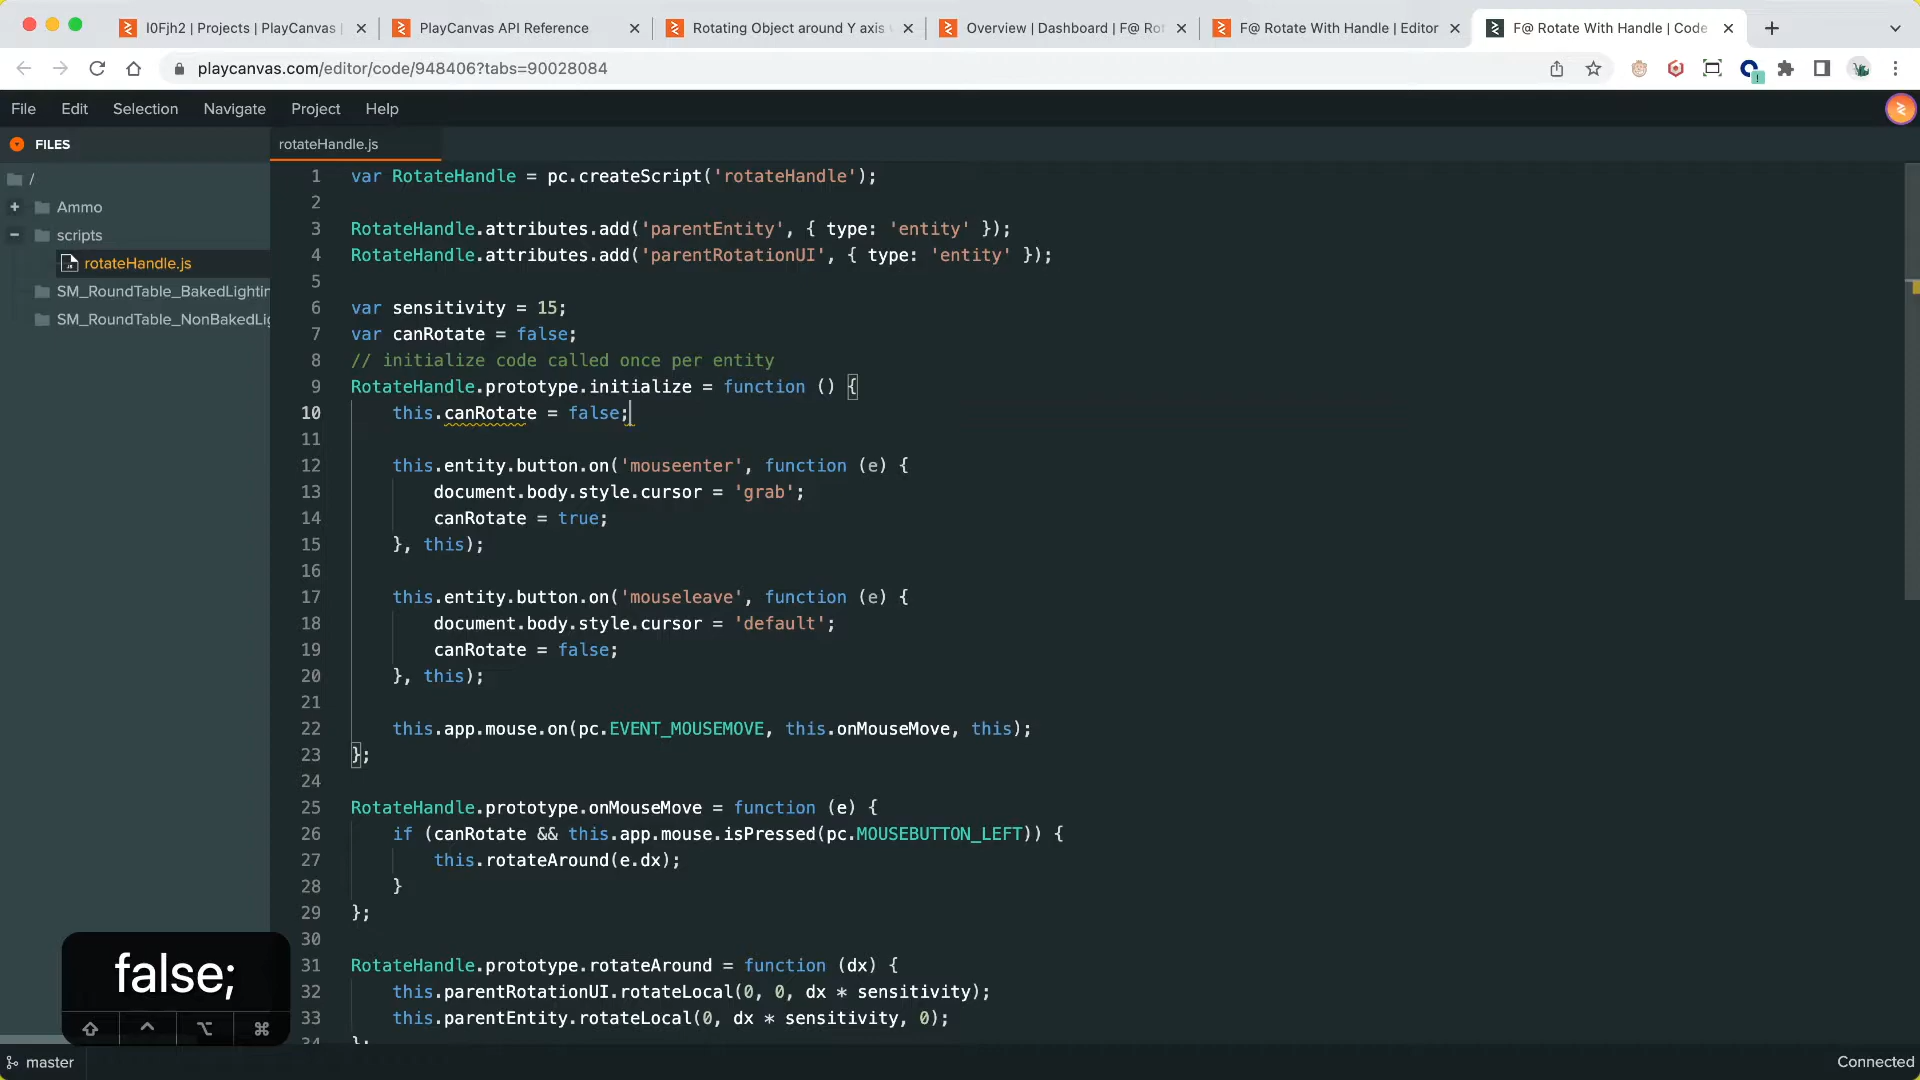 I0Fjh2 | Projects | PlayCanvas |
PlayCanvas API Reference
Rotating Object around Y axis
Overview | Dashboard | F@ Rot
F@ Rotate With Handle | Editor
F@ Rotate With Handle | Code
playcanvas.com/editor/code/948406?tabs=90028084
File Edit Selection Navigate Project Help
FILES
rotateHandle.js
/
Ammo
scripts
rotateHandle.js
SM_RoundTable_BakedLightin
SM_RoundTable_NonBakedLig
1 var RotateHandle = pc.createScript('rotateHandle');
2
3 RotateHandle.attributes.add('parentEntity', { type: 'entity' });
4 RotateHandle.attributes.add('parentRotationUI', { type: 'entity' });
5
6 var sensitivity = 15;
7 var canRotate = false;
8 // initialize code called once per entity
9 RotateHandle.prototype.initialize = function () {
10 this.canRotate = false;
11
12 this.entity.button.on('mouseenter', function (e) {
13 document.body.style.cursor = 'grab';
14 canRotate = true;
15 }, this);
16
17 this.entity.button.on('mouseleave', function (e) {
18 document.body.style.cursor = 'default';
19 canRotate = false;
20 }, this);
21
22 this.app.mouse.on(pc.EVENT_MOUSEMOVE, this.onMouseMove, this);
23 };
24
25 RotateHandle.prototype.onMouseMove = function (e) {
26 if (canRotate && this.app.mouse.isPressed(pc.MOUSEBUTTON_LEFT)) {
27 this.rotateAround(e.dx);
28 }
29 };
30
31 RotateHandle.prototype.rotateAround = function (dx) {
32 this.parentRotationUI.rotateLocal(0, 0, dx * sensitivity);
33 this.parentEntity.rotateLocal(0, dx * sensitivity, 0);
34 };
false;
master
Connected